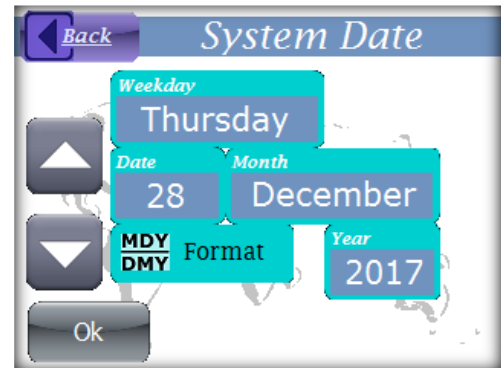 Back
System Date
Weekday
Thursday
Date
Month
28
December
MDY
DMY
Format
Year
2017
Ok